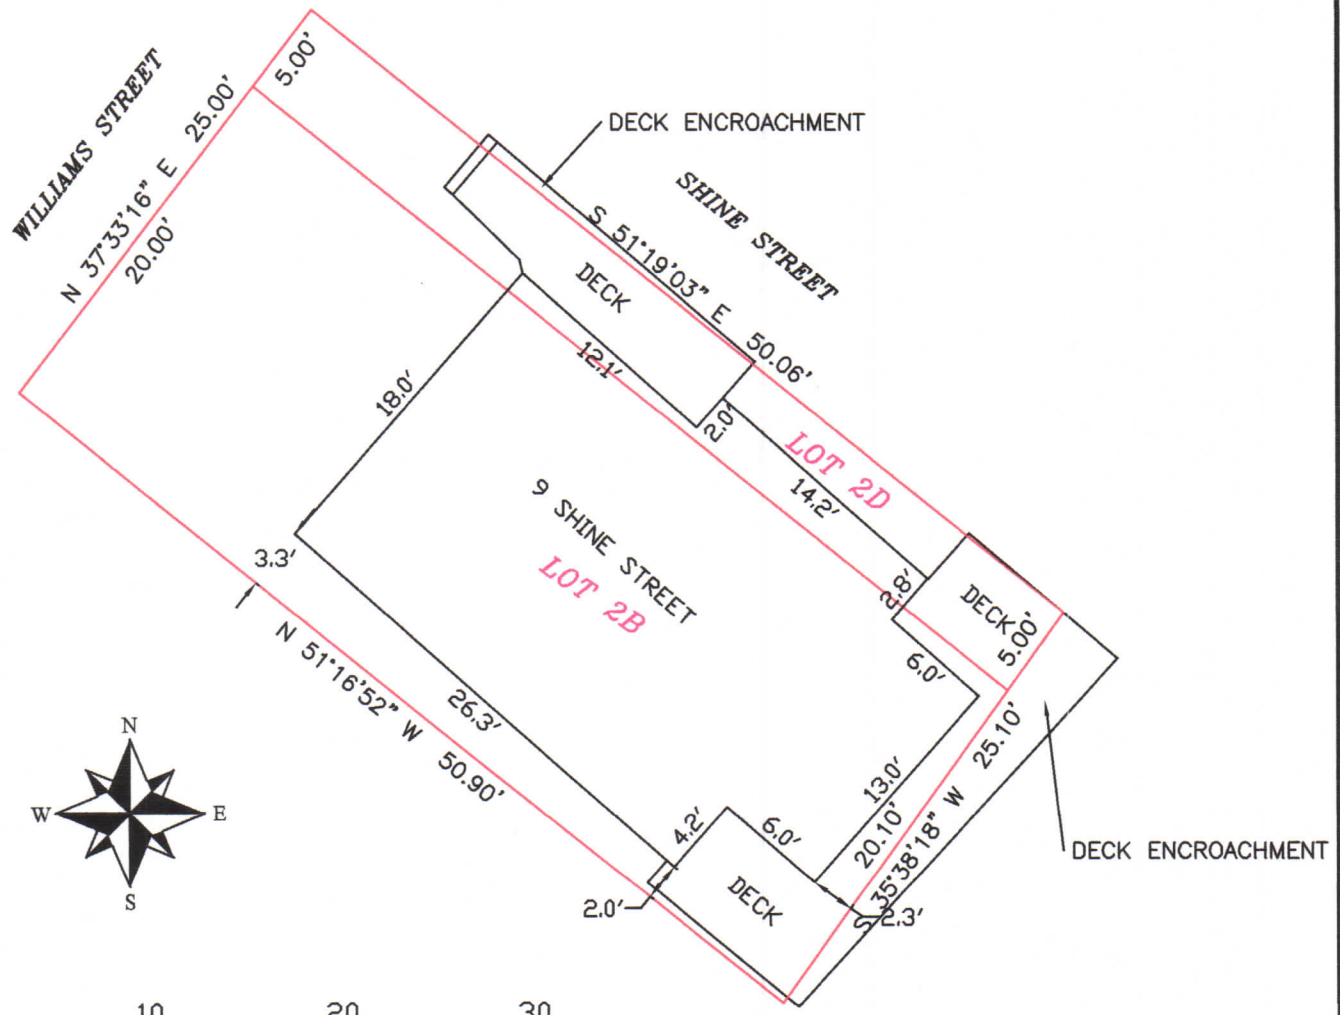 5.00'
WILLIAMS STREET
N 37°33'16" E 25.00'
20.00'
DECK ENCROACHMENT
SHINE STREET
S 51°19'03" E 50.06'
DECK
12.1'
18.0'
2.0'
LOT 2D
14.2'
9 SHINE STREET
LOT 2B
3.3'
2.8'
DECK
5.00'
6.0'
N 51°16'52" W 50.90'
26.3'
S 35°38'18" W 25.10'
13.0'
20.10'
4.2'
6.0'
DECK
2.0'
2.3'
DECK ENCROACHMENT
N
W
E
S
10 20 30